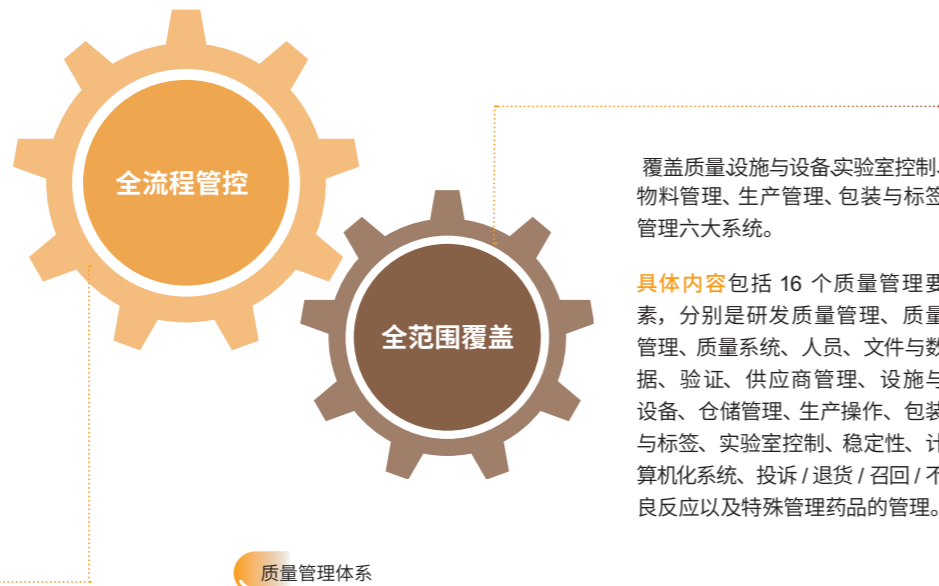 全流程管控
覆盖质量、设施与设备、实验室控制、
物料管理、生产管理、包装与标签
管理六大系统。
具体内容包括 16 个质量管理要
素，分别是研发质量管理、质量
管理、质量系统、人员、文件与数
据、验证、供应商管理、设施与
设备、仓储管理、生产操作、包装
与标签、实验室控制、稳定性、计
算机化系统、投诉 / 退货 / 召回 / 不
良反应以及特殊管理药品的管理。
全范围覆盖
质量管理体系